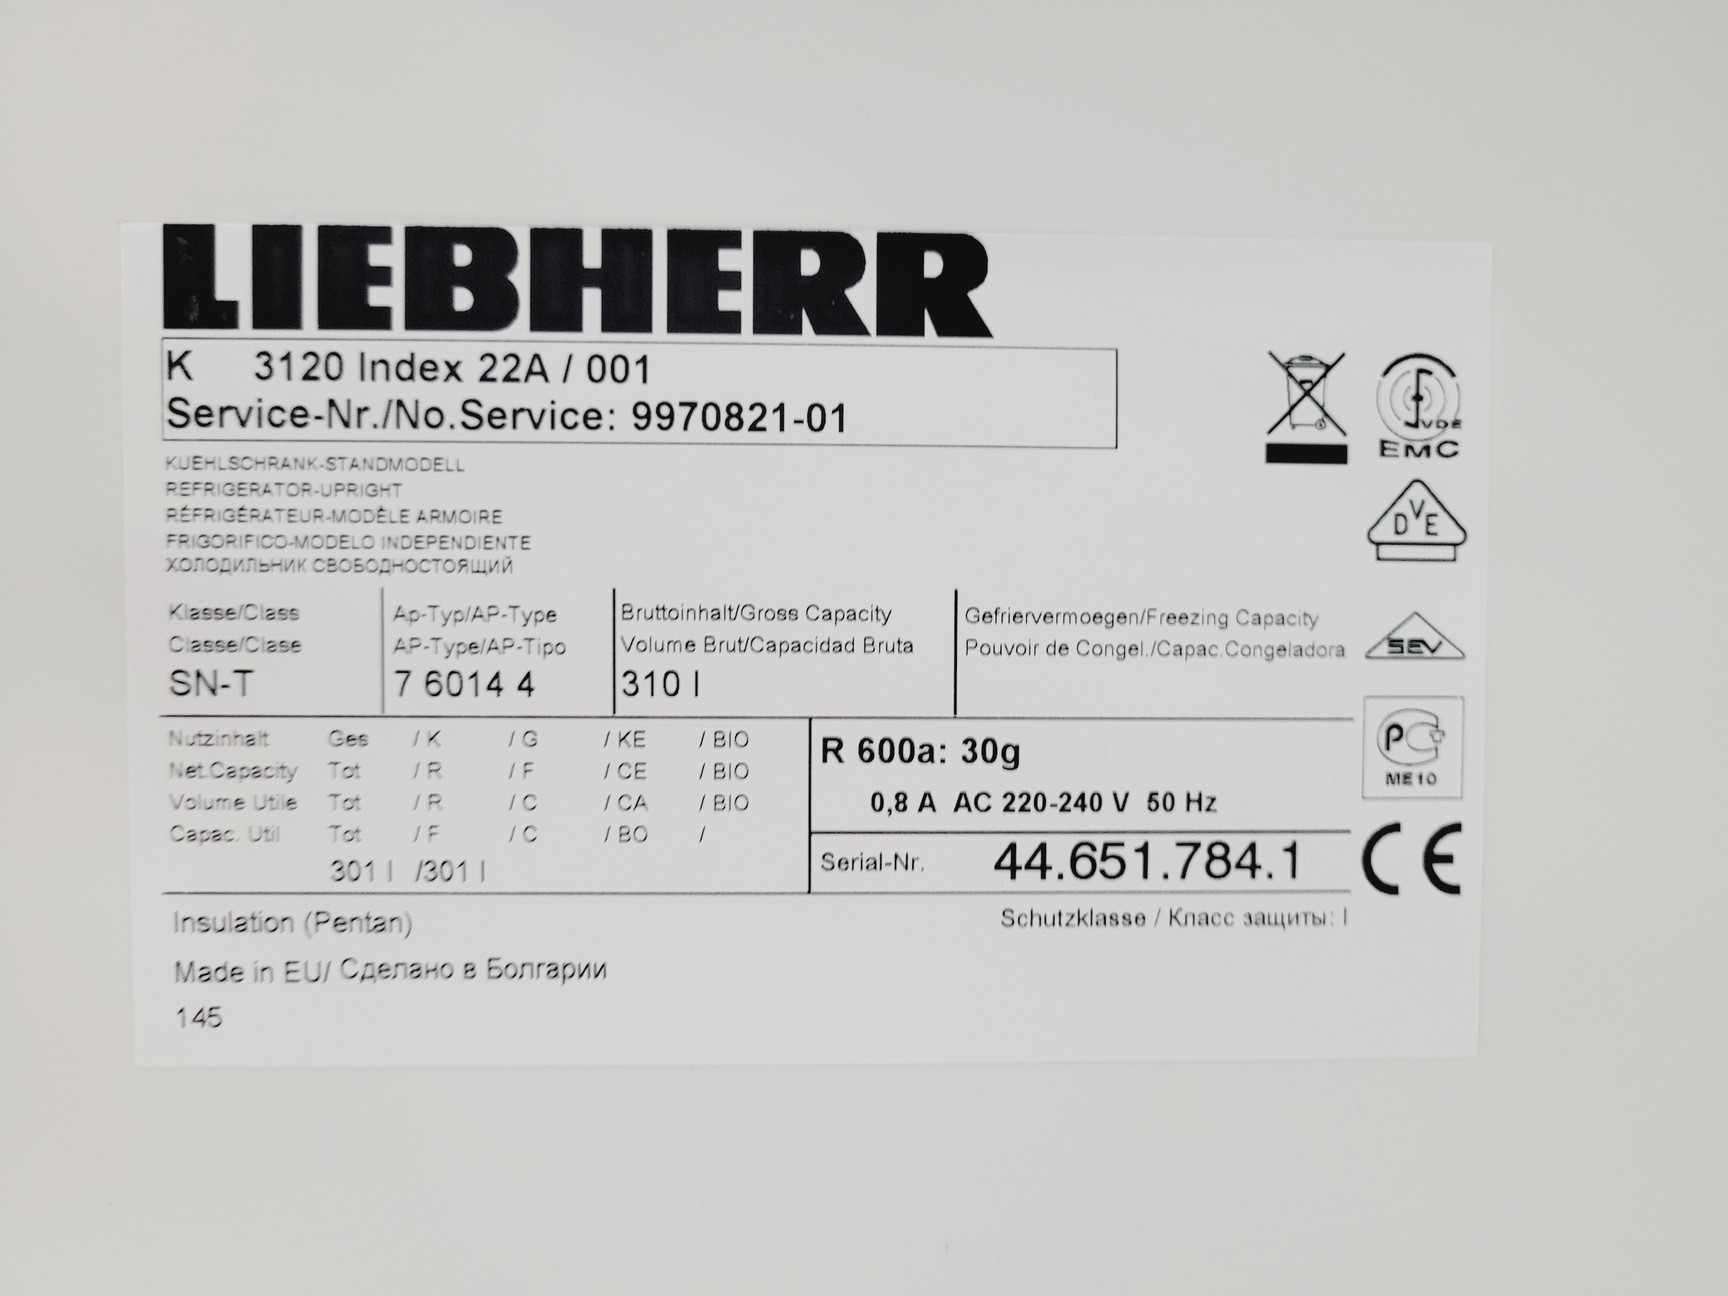 LIEBHERR
K 3120 Index 22A / 001
Service-Nr./No.Service: 9970821-01
KUEHLSCHRANK-STANDMODELL
REFRIGERATOR-UPRIGHT
RÉFRIGÉRATEUR-MODÈLE ARMOIRE
FRIGORIFICO-MODELO INDEPENDIENTE
ХОЛОДИЛЬНИК СВОБОДНОСТОЯЩИЙ
VDE
EMC
DVE
Klasse/Class Ap-Typ/AP-Type Bruttoinhalt/Gross Capacity Gefriervermoegen/Freezing Capacity
Classe/Clase AP-Type/AP-Tipo Volume Brut/Capacidad Bruta Pouvoir de Congel./Capac.Congeladora
SN-T 7 6014 4 310 l
SEV
Nutzinhalt Ges / K / G / KE / BIO
Net.Capacity Tot / R / F / CE / BIO
Volume Utile Tot / R / C / CA / BIO
Capac. Util Tot / F / C / BO /
301 l /301 l
R 600a: 30g
0,8 A AC 220-240 V 50 Hz
Serial-Nr. 44.651.784.1
PC
ME10
CE
Insulation (Pentan) Schutzklasse / Класс защиты: I
Made in EU/ Сделано в Болгарии
145